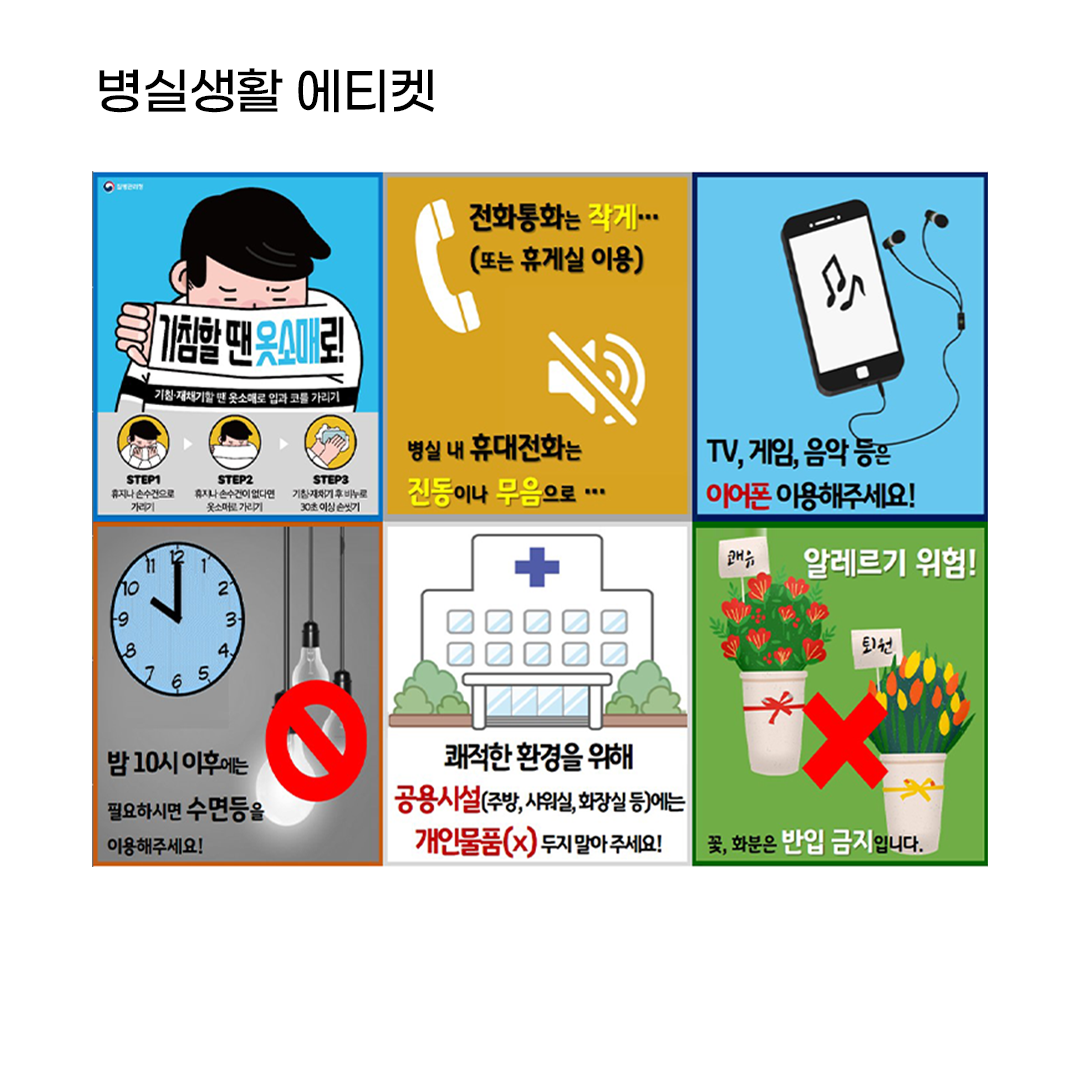 병실생활 에티켓
질병관리청
기침할 땐 옷소매로!
기침·재채기할 땐 옷소매로 입과 코를 가리기
STEP1
휴지나 손수건으로
가리기
STEP2
휴지나 손수건이 없다면
옷소매로 가리기
STEP3
기침·재채기 후 비누로
30초 이상 손씻기
전화통화는 작게···
(또는 휴게실 이용)
병실 내 휴대전화는
진동이나 무음으로 ···
TV, 게임, 음악 등은
이어폰 이용해주세요!
11 12 1
10 2
9 3
8 4
7 6 5
밤 10시 이후에는
필요하시면 수면등을
이용해주세요!
쾌적한 환경을 위해
공용시설(주방, 샤워실, 화장실 등)에는
개인물품(x) 두지 말아 주세요!
쾌유
알레르기 위험!
퇴원
꽃, 화분은 반입 금지입니다.